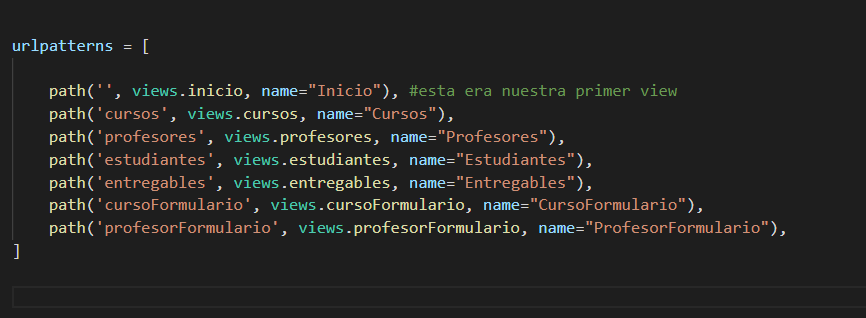 urlpatterns = [
path('', views.inicio, name="Inicio"), #esta era nuestra primer view
path('cursos', views.cursos, name="Cursos"),
path('profesores', views.profesores, name="Profesores"),
path('estudiantes', views.estudiantes, name="Estudiantes"),
path('entregables', views.entregables, name="Entregables"),
path('cursoFormulario', views.cursoFormulario, name="CursoFormulario"),
path('profesorFormulario', views.profesorFormulario, name="ProfesorFormulario"),
]